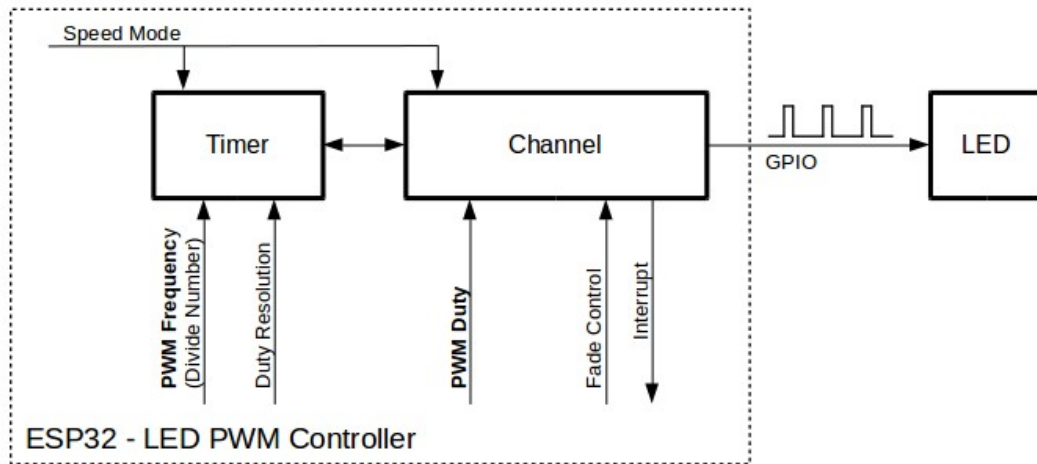 Speed Mode
Timer
Channel
GPIO
LED
PWM Frequency
(Divide Number)
Duty Resolution
PWM Duty
Fade Control
Interrupt
ESP32 - LED PWM Controller